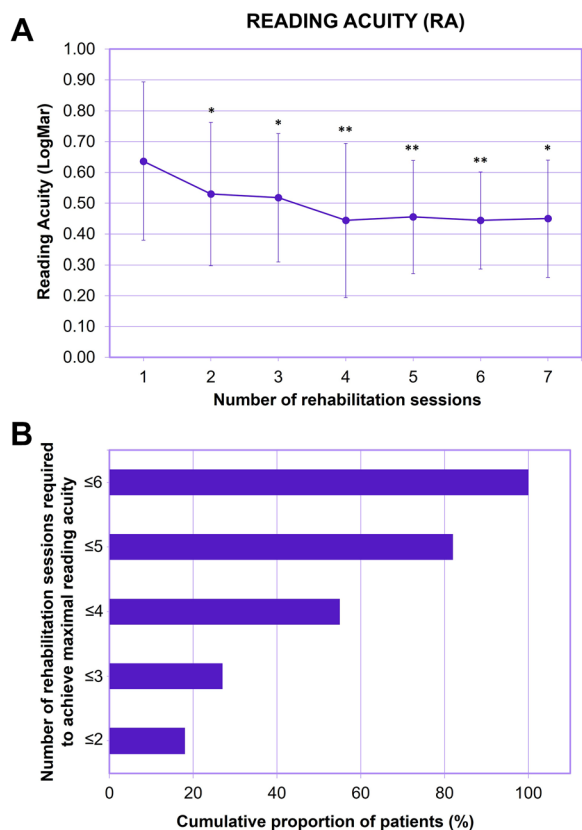 A
READING ACUITY (RA)
Reading Acuity (LogMar)
1.00
0.90
0.80
0.70
0.60
0.50
0.40
0.30
0.20
0.10
0.00
* * ** ** ** *
1 2 3 4 5 6 7
Number of rehabilitation sessions
B
Number of rehabilitation sessions required
to achieve maximal reading acuity
≤6
≤5
≤4
≤3
≤2
0 20 40 60 80 100
Cumulative proportion of patients (%)